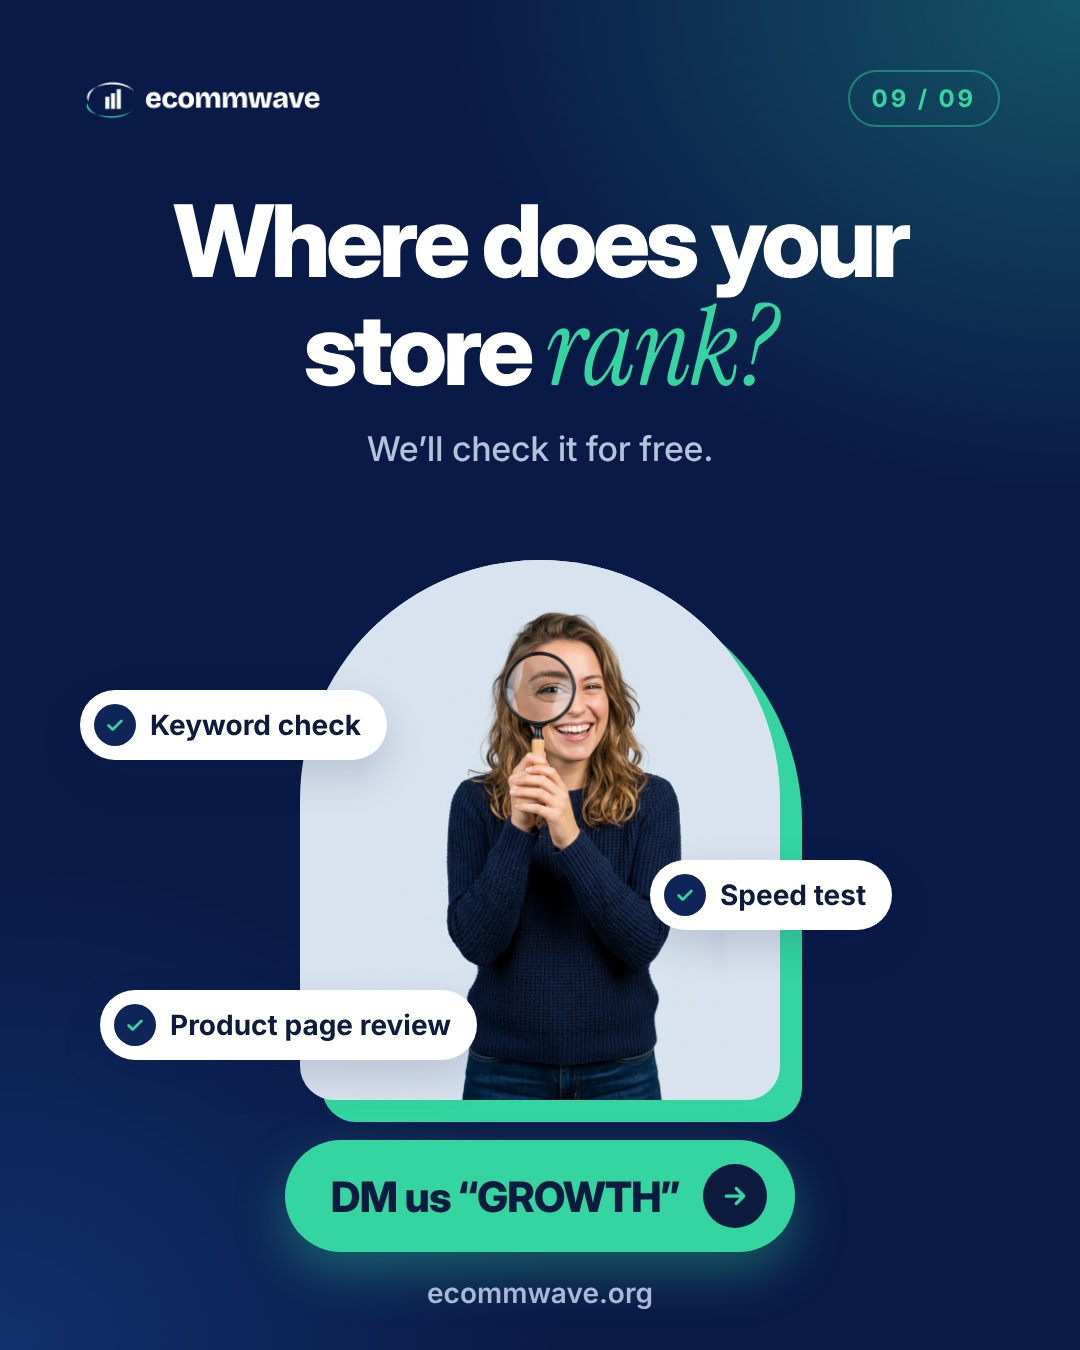 ecommwave
09 / 09
Where does your
store rank?
We’ll check it for free.
Keyword check
Speed test
Product page review
DM us “GROWTH”
ecommwave.org